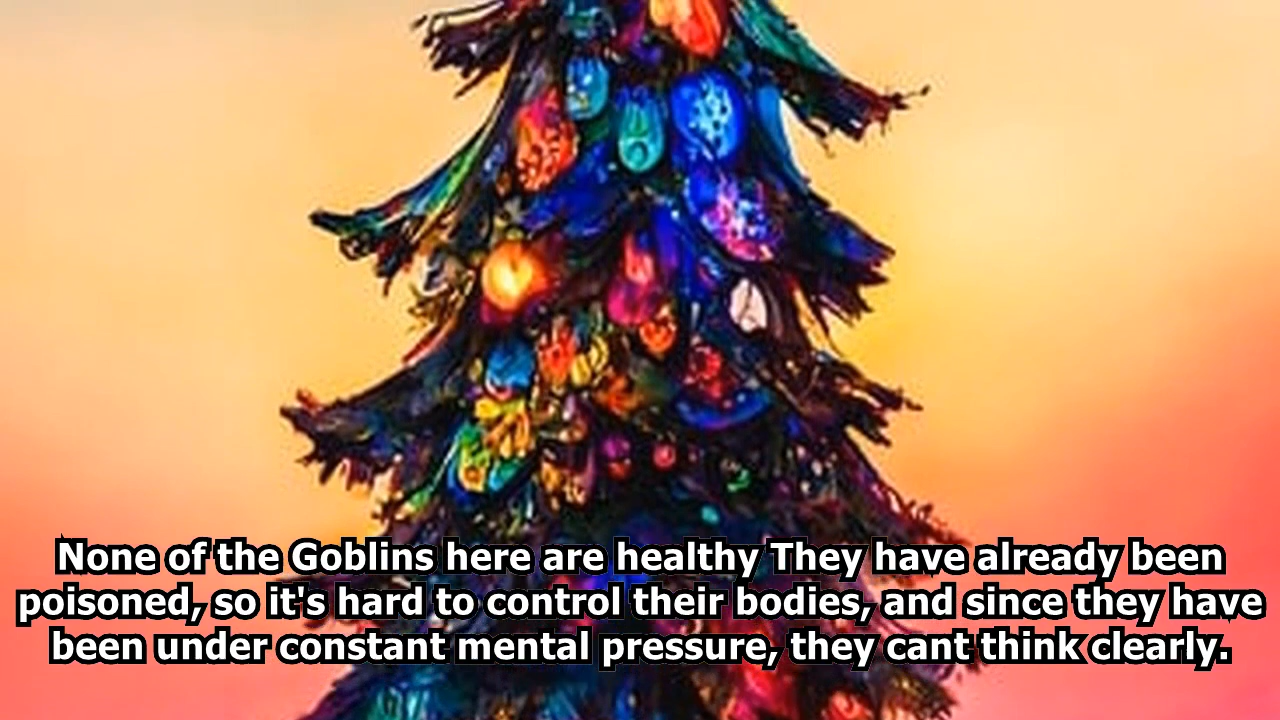 None of the Goblins here are healthy They have already been
poisoned, so it's hard to control their bodies, and since they have
been under constant mental pressure, they cant think clearly.